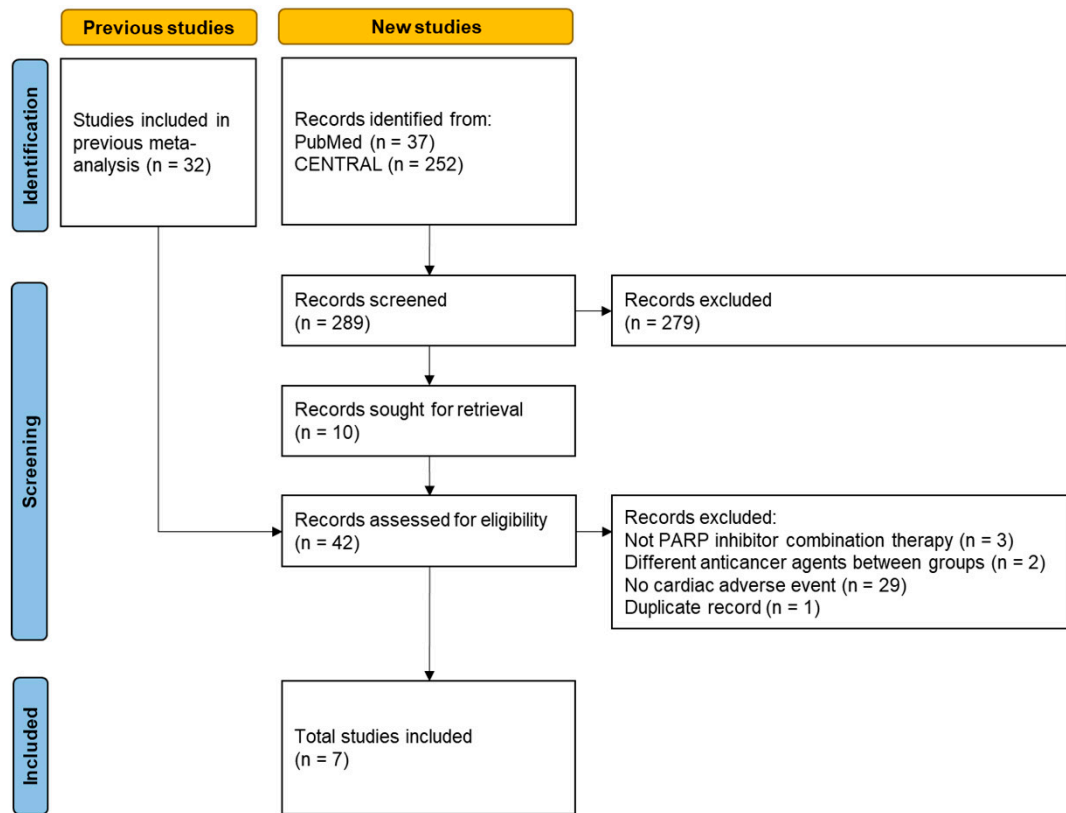 Previous studies
New studies
Identification
Studies included in
previous meta-
analysis (n = 32)
Records identified from:
PubMed (n = 37)
CENTRAL (n = 252)
Screening
Records screened
(n = 289)
Records excluded
(n = 279)
Records sought for retrieval
(n = 10)
Records assessed for eligibility
(n = 42)
Records excluded:
Not PARP inhibitor combination therapy (n = 3)
Different anticancer agents between groups (n = 2)
No cardiac adverse event (n = 29)
Duplicate record (n = 1)
Included
Total studies included
(n = 7)